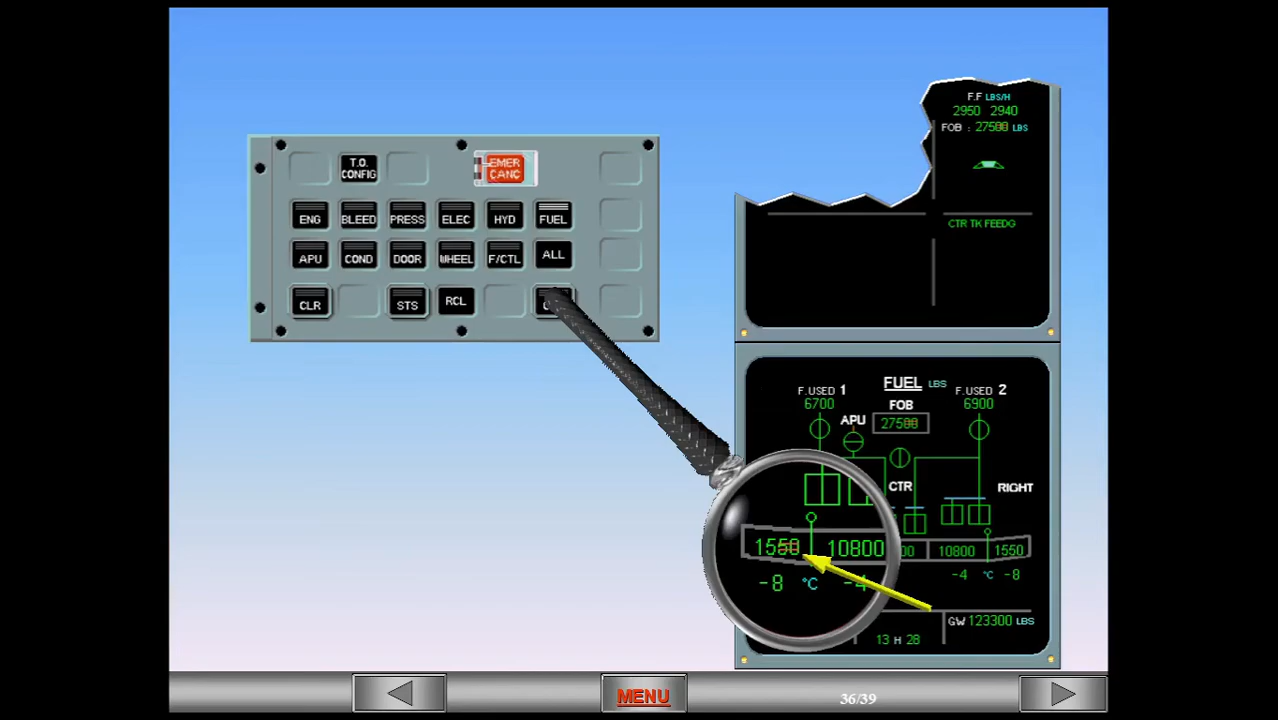 T.O.
CONFIG
EMER
CANC
ENG BLEED PRESS ELEC HYD FUEL
APU COND DOOR WHEEL F/CTL ALL
CLR STS RCL
F.F LBS/H
2950 2940
FOB : 27500 LBS
CTR TK FEEDG
FUEL LBS
F.USED 1 F.USED 2
6700 FOB 6900
APU 27500
CTR RIGHT
1550 10800 10800 1550
-8 °C -4 -4 °C -8
GW 123300 LBS
13 H 28
MENU 36/39